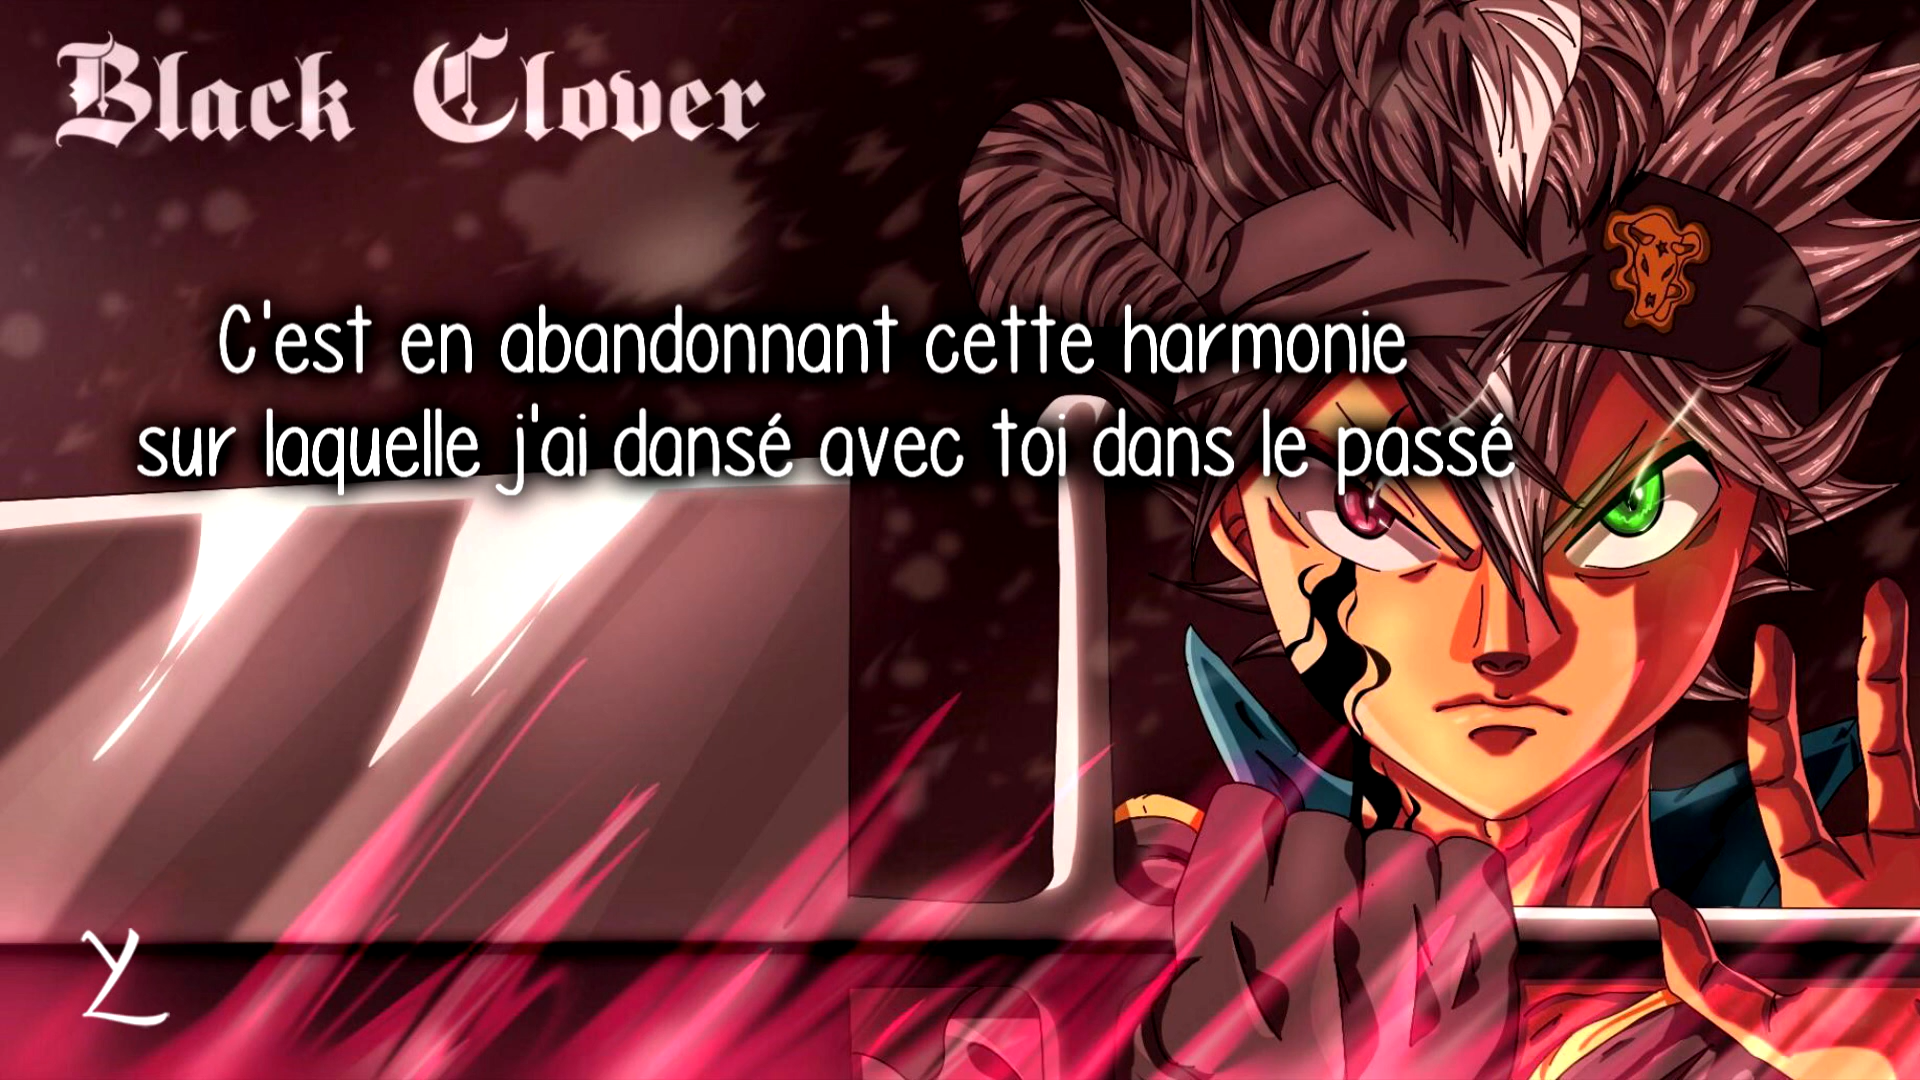 Black Clover
C'est en abandonnant cette harmonie
sur laquelle j'ai dansé avec toi dans le passé